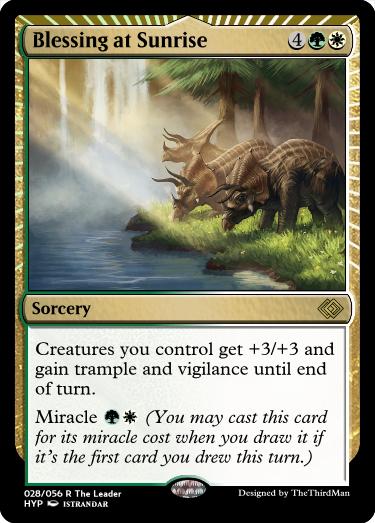 Blessing at Sunrise 4
Sorcery
Creatures you control get +3/+3 and
gain trample and vigilance until end
of turn.
Miracle (You may cast this card
for its miracle cost when you draw it if
it's the first card you drew this turn.)
028/056 R The Leader
HYP ISTRANDAR
Designed by TheThirdMan